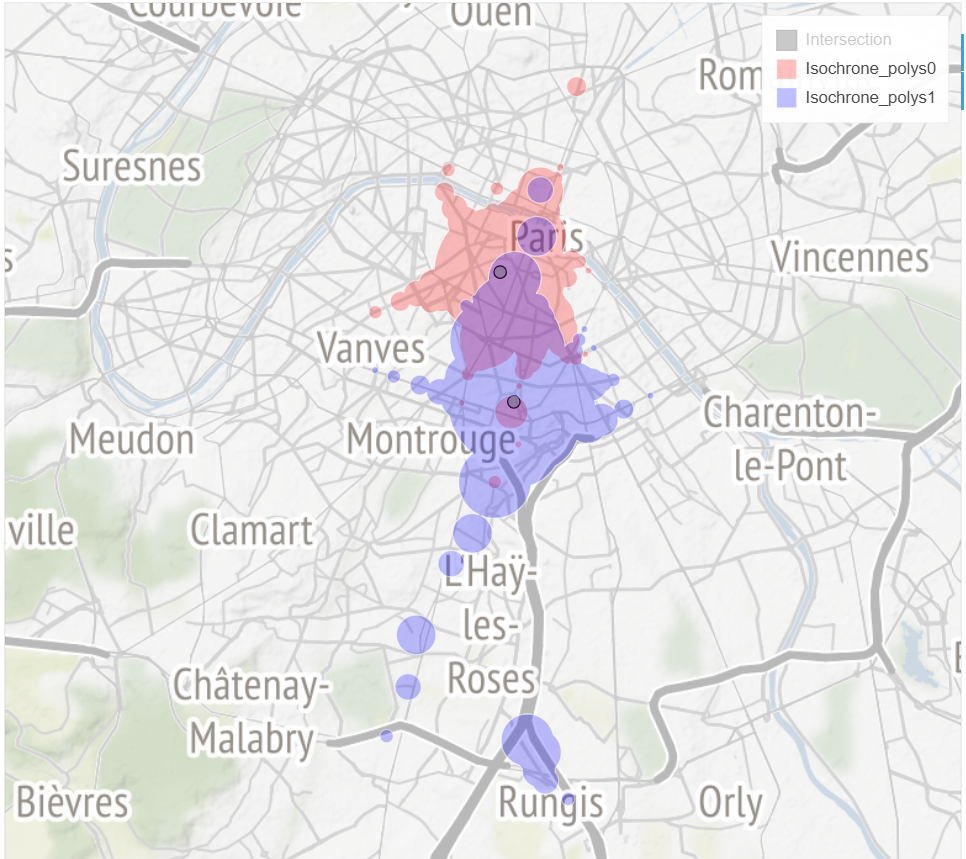 Courbevoie
Ouen
Intersection
Isochrone_polys0
Isochrone_polys1
Rom
Suresnes
Paris
Vincennes
s
Vanves
Charenton-
le-Pont
Meudon
Montrouge
ville
Clamart
L'Haÿ-
les-
Roses
Châtenay-
Malabry
Bièvres
Rungis
Orly